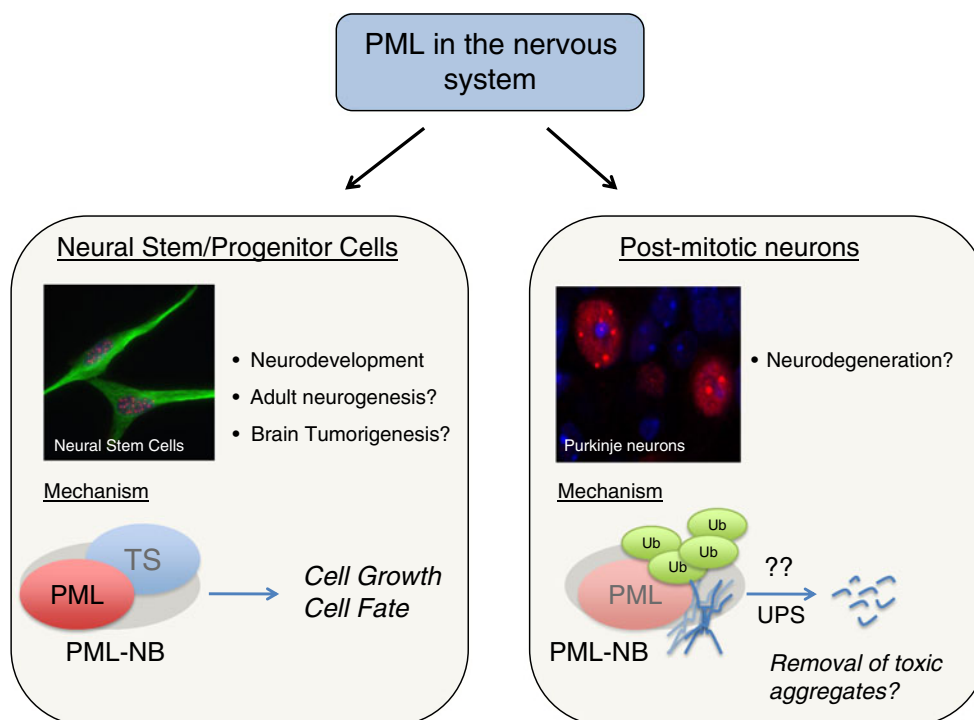 PML in the nervous
system
Neural Stem/Progenitor Cells
Neural Stem Cells
• Neurodevelopment
• Adult neurogenesis?
• Brain Tumorigenesis?
Mechanism
TS
PML
PML-NB
Cell Growth
Cell Fate
Post-mitotic neurons
Purkinje neurons
• Neurodegeneration?
Mechanism
Ub
Ub
Ub
Ub
PML
PML-NB
??
UPS
Removal of toxic
aggregates?